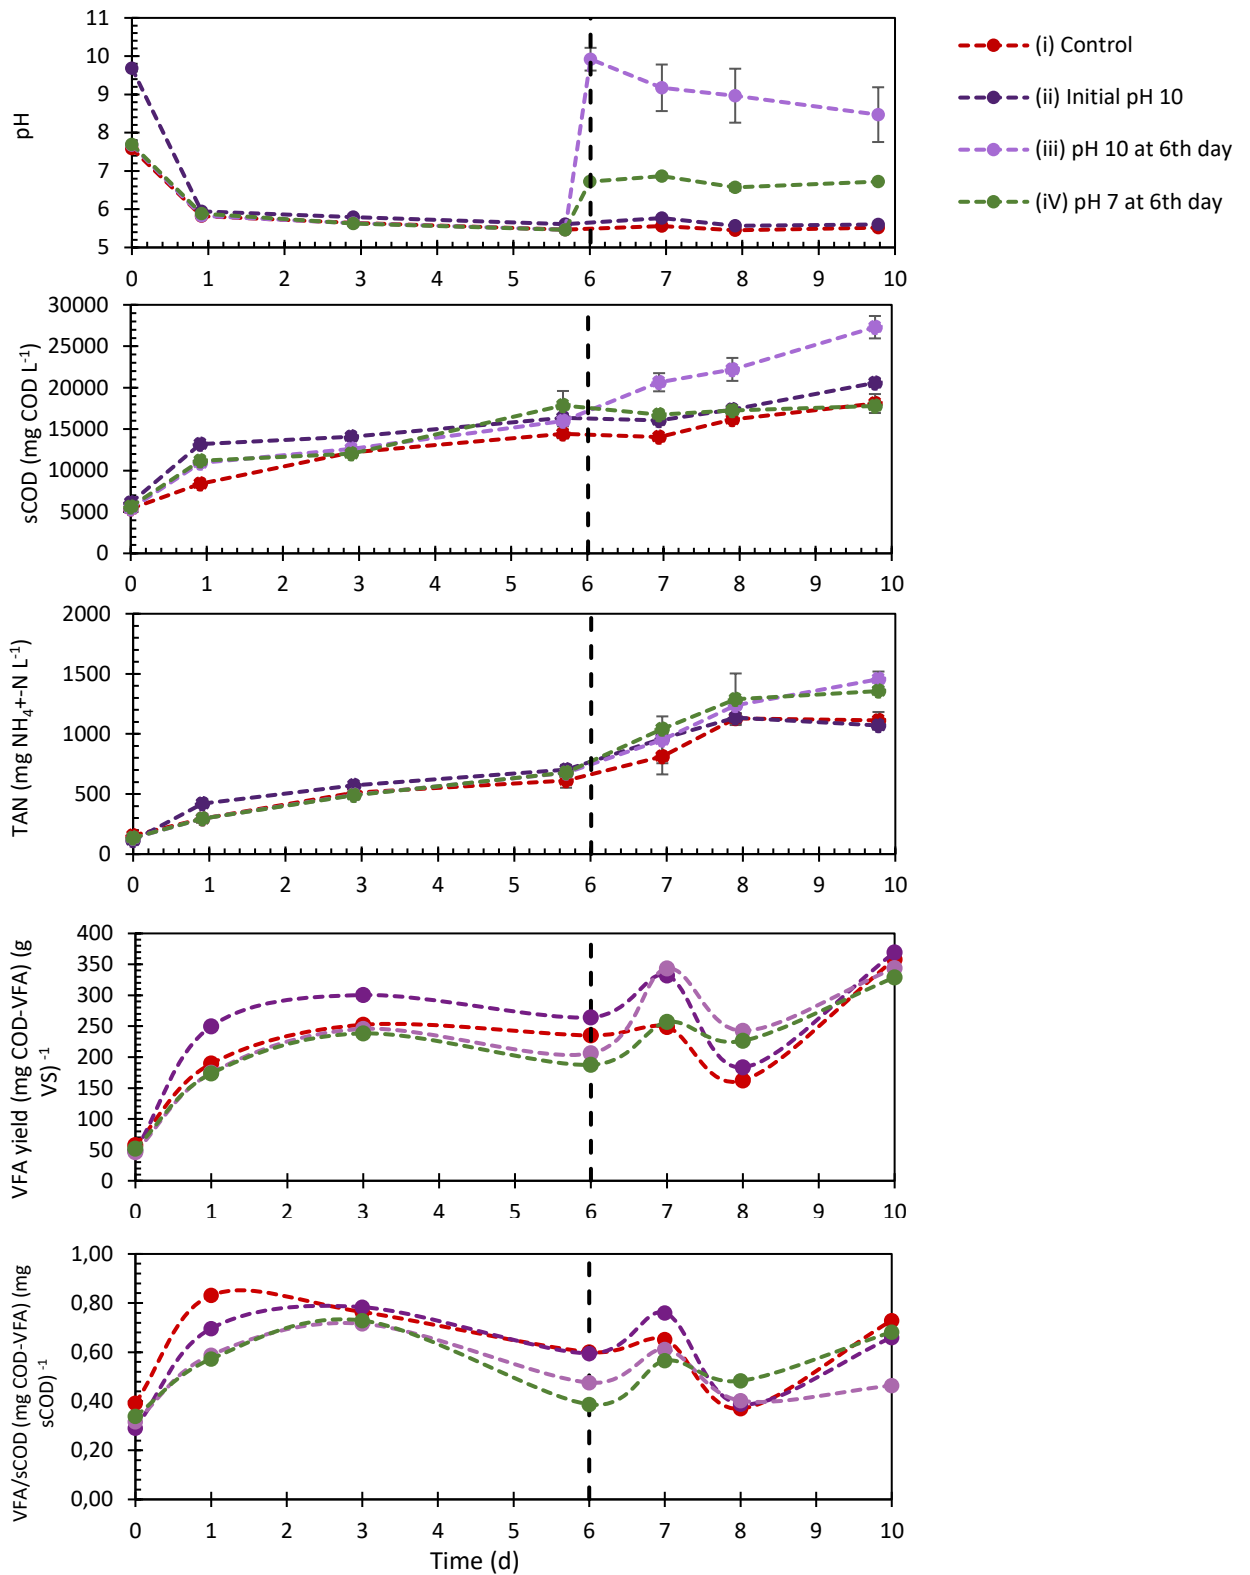 11
10
9
8
7
6
5
pH
0 1 2 3 4 5 6 7 8 9 10
(i) Control
(ii) Initial pH 10
(iii) pH 10 at 6th day
(iV) pH 7 at 6th day
30000
25000
20000
15000
10000
5000
0
sCOD (mg COD L-1)
0 1 2 3 4 5 6 7 8 9 10
2000
1500
1000
500
0
TAN (mg NH4+-N L-1)
0 1 2 3 4 5 6 7 8 9 10
400
350
300
250
200
150
100
50
0
VFA yield (mg COD-VFA) (g
VS) -1
0 1 2 3 4 5 6 7 8 9 10
1,00
0,80
0,60
0,40
0,20
0,00
VFA/sCOD (mg COD-VFA) (mg
sCOD) -1
0 1 2 3 4 5 6 7 8 9 10
Time (d)